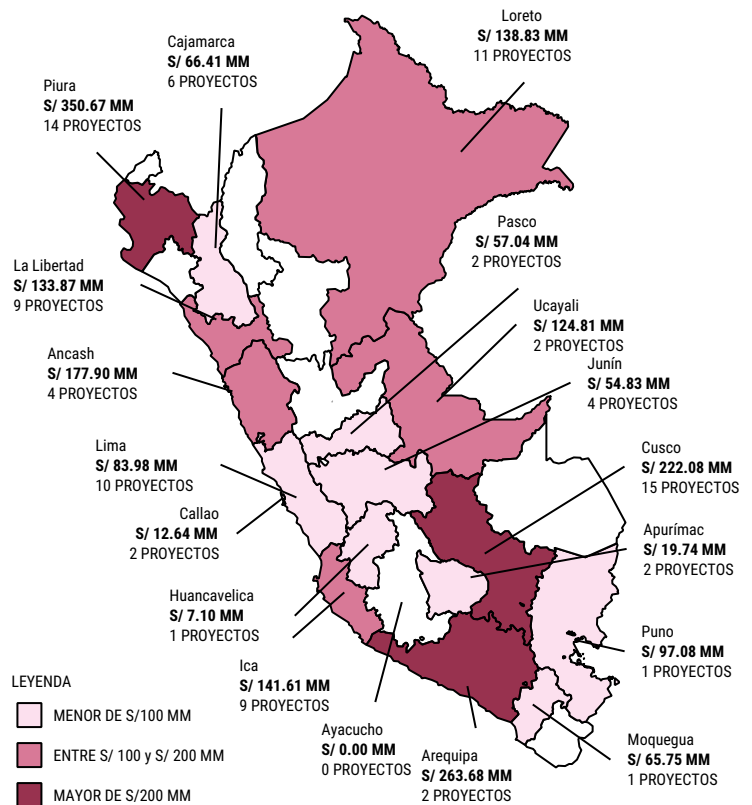 Loreto
S/ 138.83 MM
11 PROYECTOS
Cajamarca
S/ 66.41 MM
6 PROYECTOS
Piura
S/ 350.67 MM
14 PROYECTOS
Pasco
S/ 57.04 MM
2 PROYECTOS
La Libertad
S/ 133.87 MM
9 PROYECTOS
Ucayali
S/ 124.81 MM
2 PROYECTOS
Ancash
S/ 177.90 MM
4 PROYECTOS
Junín
S/ 54.83 MM
4 PROYECTOS
Lima
S/ 83.98 MM
10 PROYECTOS
Cusco
S/ 222.08 MM
15 PROYECTOS
Callao
S/ 12.64 MM
2 PROYECTOS
Apurímac
S/ 19.74 MM
2 PROYECTOS
Huancavelica
S/ 7.10 MM
1 PROYECTOS
Puno
S/ 97.08 MM
1 PROYECTOS
Ica
S/ 141.61 MM
9 PROYECTOS
Ayacucho
S/ 0.00 MM
0 PROYECTOS
Arequipa
S/ 263.68 MM
2 PROYECTOS
Moquegua
S/ 65.75 MM
1 PROYECTOS
LEYENDA
MENOR DE S/100 MM
ENTRE S/ 100 y S/ 200 MM
MAYOR DE S/200 MM